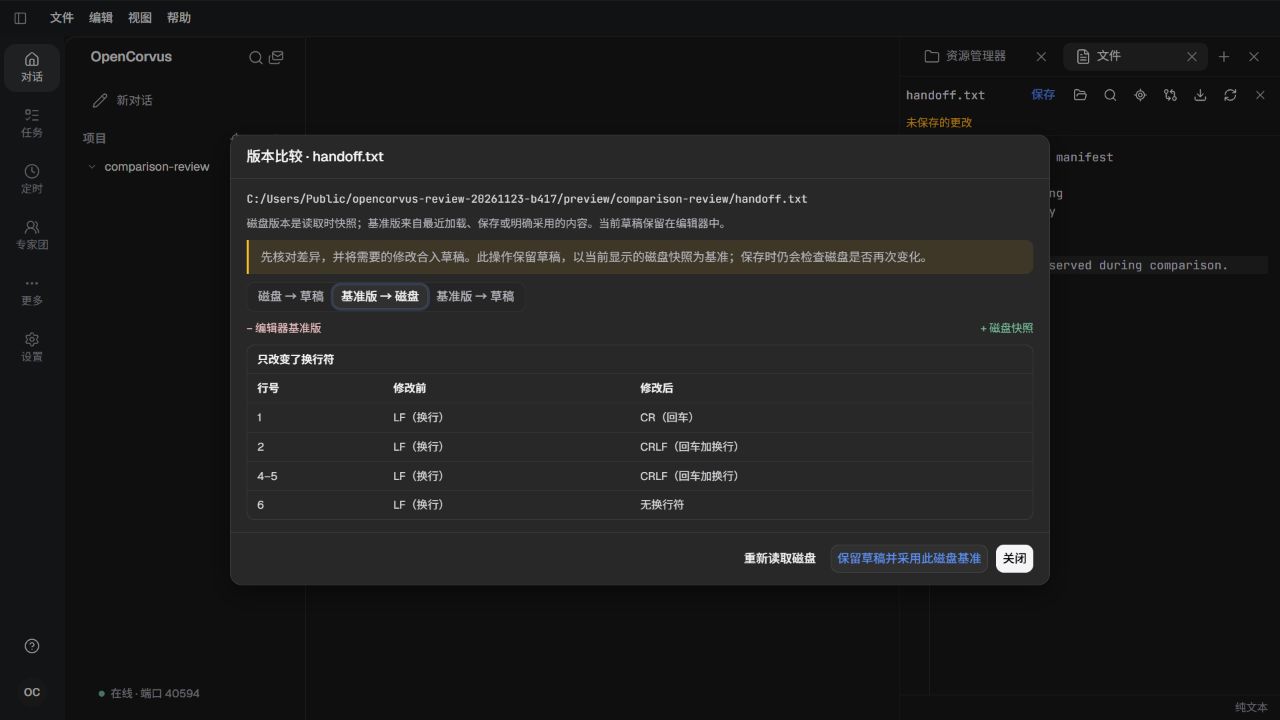 文件 编辑 视图 帮助
对话
任务
定时
专家团
更多
设置
OC
OpenCorvus
新对话
项目
comparison-review
在线 · 端口 40594
资源管理器
文件
handoff.txt
保存
未保存的更改
manifest
ng
y
served during comparison.
纯文本
版本比较 · handoff.txt
C:/Users/Public/opencorvus-review-20261123-b417/preview/comparison-review/handoff.txt
磁盘版本是读取时快照；基准版来自最近加载、保存或明确采用的内容。当前草稿保留在编辑器中。
先核对差异，并将需要的修改合入草稿。此操作保留草稿，以当前显示的磁盘快照为基准；保存时仍会检查磁盘是否再次变化。
磁盘 → 草稿 基准版 → 磁盘 基准版 → 草稿
− 编辑器基准版 + 磁盘快照
只改变了换行符
行号 修改前 修改后
1 LF（换行） CR（回车）
2 LF（换行） CRLF（回车加换行）
4–5 LF（换行） CRLF（回车加换行）
6 LF（换行） 无换行符
重新读取磁盘 保留草稿并采用此磁盘基准 关闭